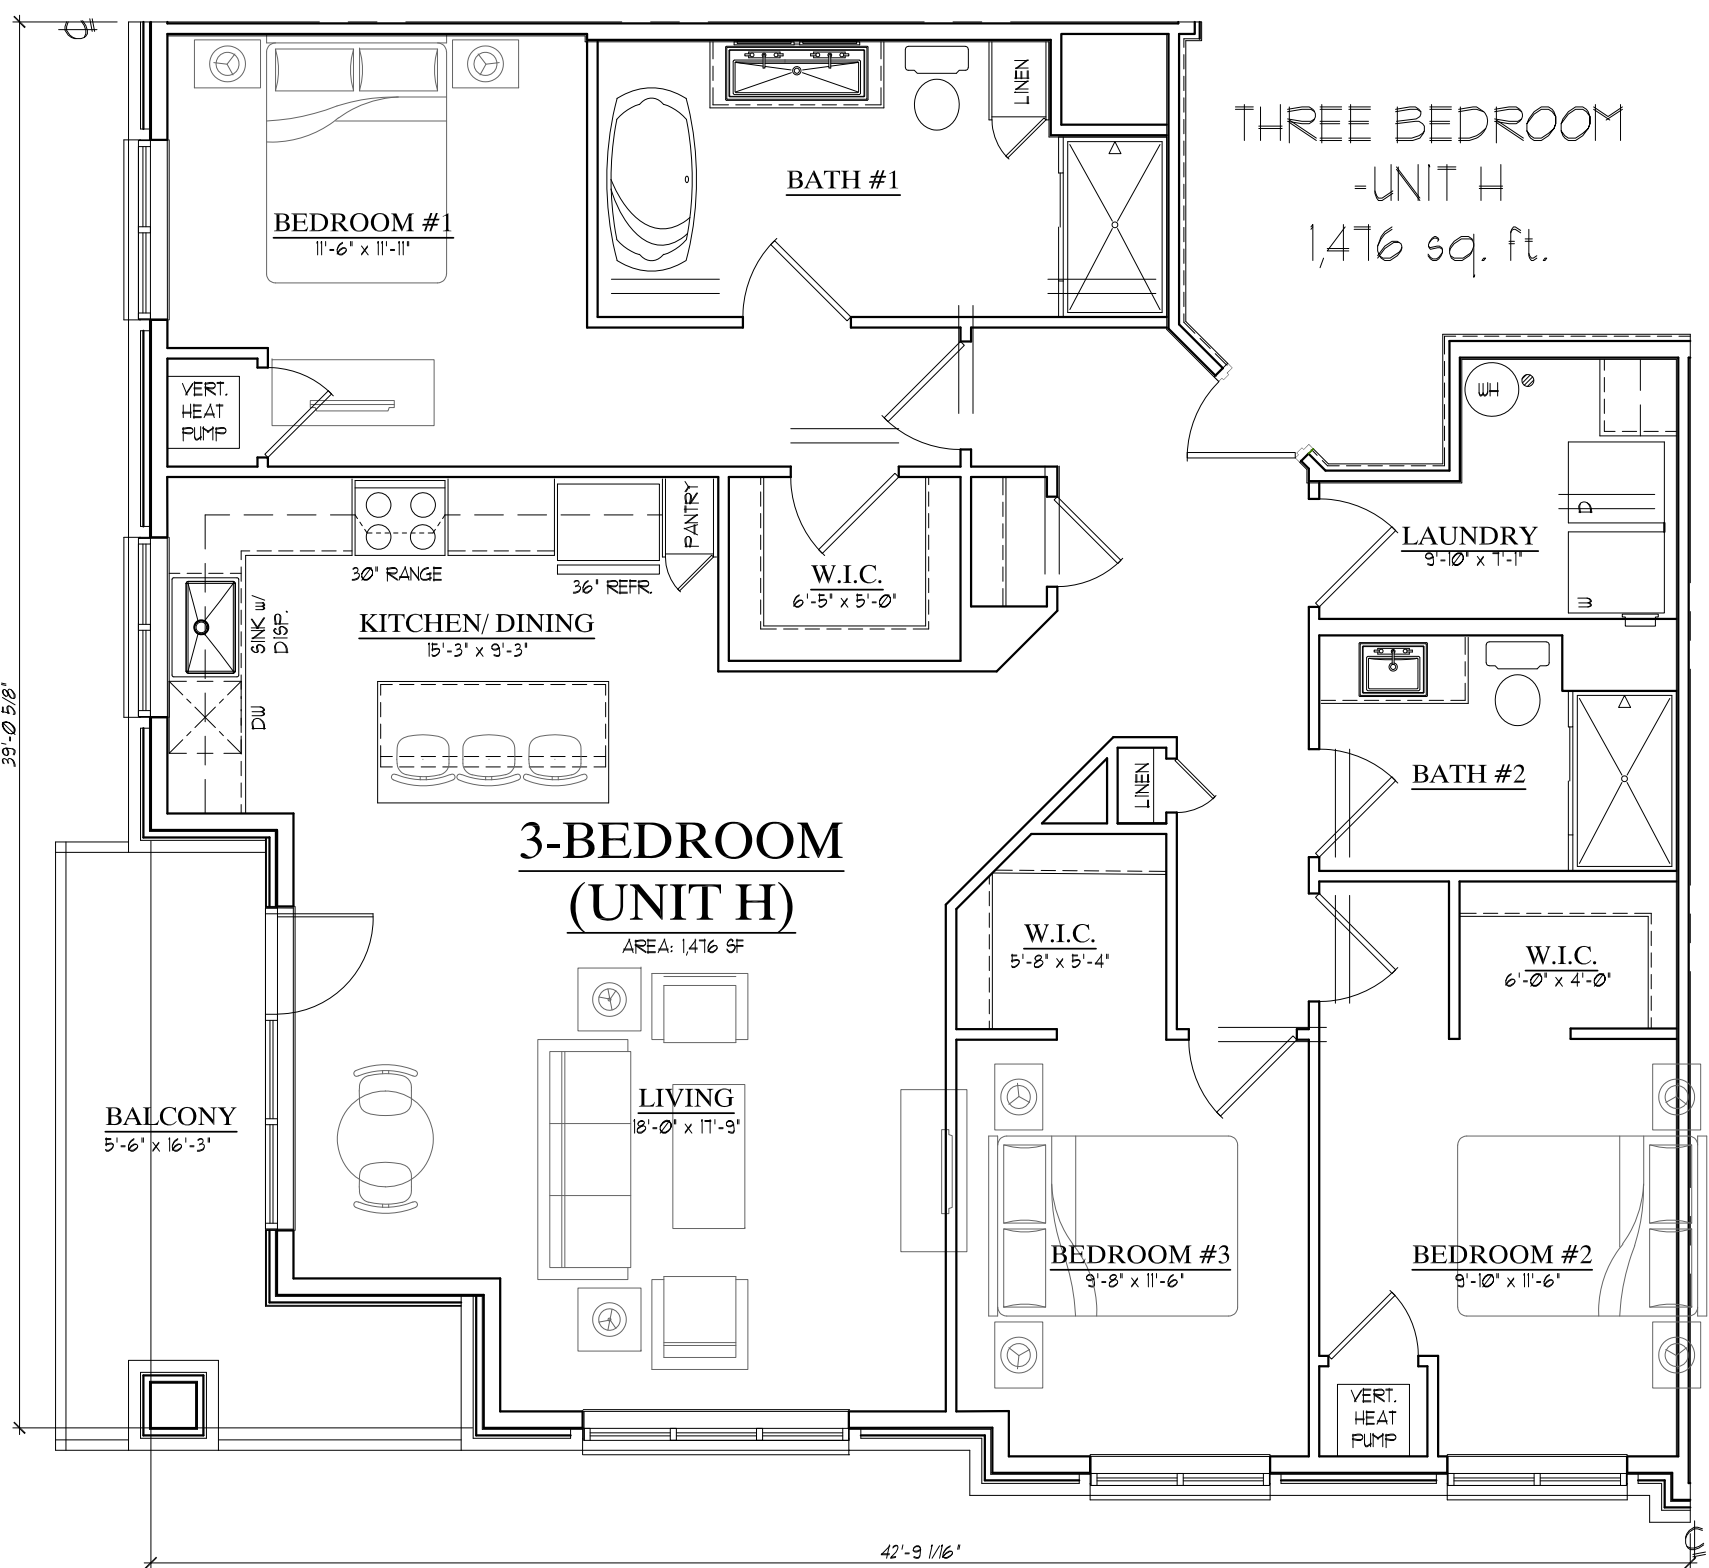 THREE BEDROOM
-UNIT H
1,476 sq. ft.
BEDROOM #1
11'-6" x 11'-11"
BATH #1
LINEN
VERT.
HEAT
PUMP
WH
LAUNDRY
9'-10" x 7'-1"
D
W
PANTRY
30" RANGE
36" REFR.
W.I.C.
6'-5" x 5'-0"
KITCHEN/ DINING
15'-3" x 9'-3"
SINK w/
DISP.
DW
BATH #2
LINEN
3-BEDROOM
(UNIT H)
AREA: 1,476 SF
W.I.C.
5'-8" x 5'-4"
W.I.C.
6'-0" x 4'-0"
BALCONY
5'-6" x 16'-3"
LIVING
18'-0" x 17'-9"
BEDROOM #3
9'-8" x 11'-6"
BEDROOM #2
9'-10" x 11'-6"
VERT.
HEAT
PUMP
39'-0 5/8"
42'-9 1/16"